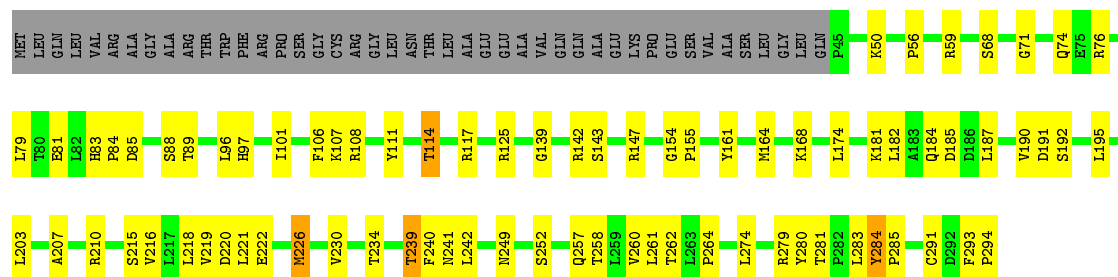 MET LEU GLN LEU VAL ARG ALA GLY ALA ARG THR TRP PHE ARG PRO SER GLY CYS ARG GLY LEU ASN THR LEU ALA GLU GLU ALA VAL GLN GLN ALA GLU LYS PRO GLU SER VAL ALA SER LEU GLY LEU GLN P45 K50 P56 R59 S68 G71 Q74 E75 R76
L79 T80 E81 L82 H83 P84 D85 S88 T89 L96 H97 I101 F106 K107 R108 Y111 T114 R117 R125 G139 R142 S143 R147 G154 P155 Y161 M164 K168 L174 K181 L182 A183 Q184 D185 D186 L187 V190 D191 S192 L195
L203 A207 R210 S215 V216 L217 L218 V219 D220 L221 E222 M226 V230 T234 T239 F240 N241 L242 N249 S252 Q257 T258 L259 V260 L261 T262 L263 P264 L274 R279 Y280 T281 P282 L283 Y284 P285 C291 D292 F293 P294